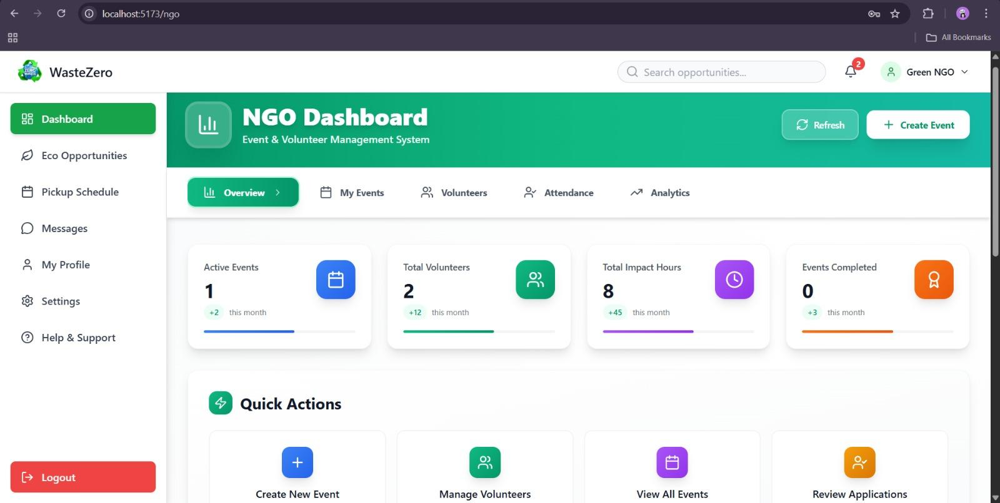 localhost:5173/ngo
All Bookmarks
ZERO WASTE
WasteZero
Search opportunities...
2
Green NGO
Dashboard
Eco Opportunities
Pickup Schedule
Messages
My Profile
Settings
Help & Support
Logout
NGO Dashboard
Event & Volunteer Management System
Refresh
Create Event
Overview
My Events
Volunteers
Attendance
Analytics
Active Events
1
+2 this month
Total Volunteers
2
+12 this month
Total Impact Hours
8
+45 this month
Events Completed
0
+3 this month
Quick Actions
Create New Event
Manage Volunteers
View All Events
Review Applications